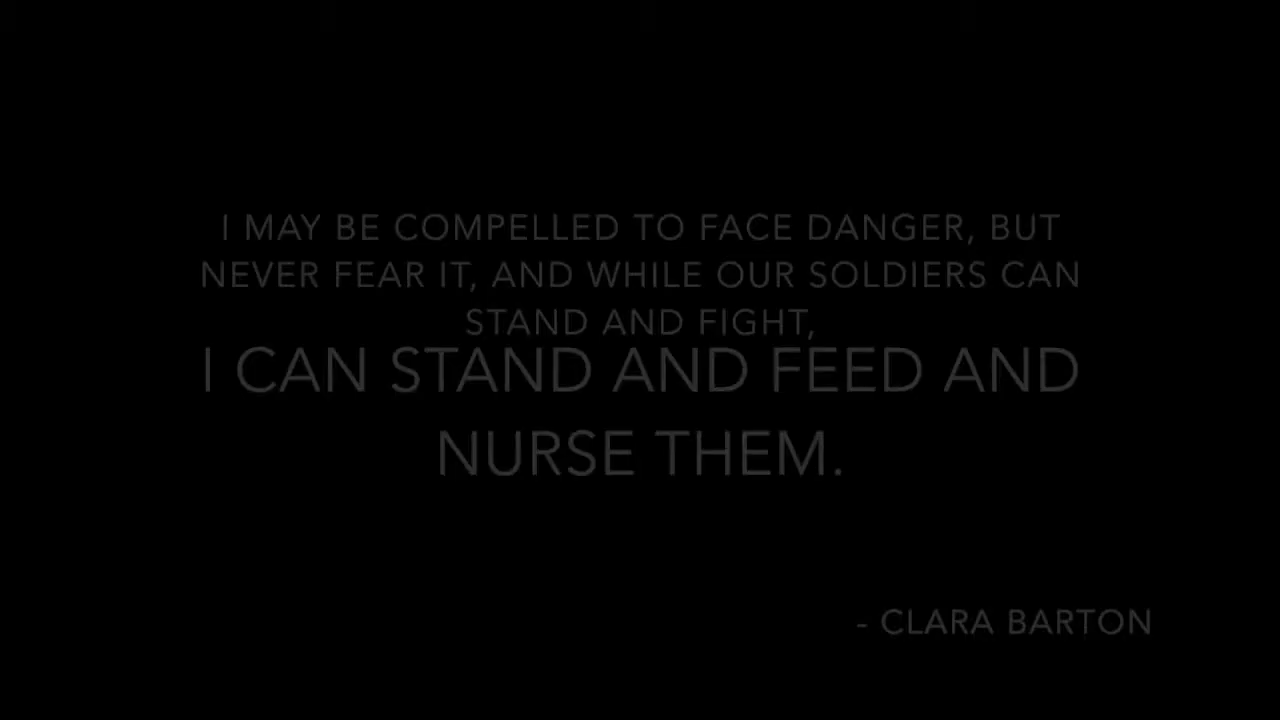 I MAY BE COMPELLED TO FACE DANGER, BUT
NEVER FEAR IT, AND WHILE OUR SOLDIERS CAN
STAND AND FIGHT,
I CAN STAND AND FEED AND
NURSE THEM.
- CLARA BARTON